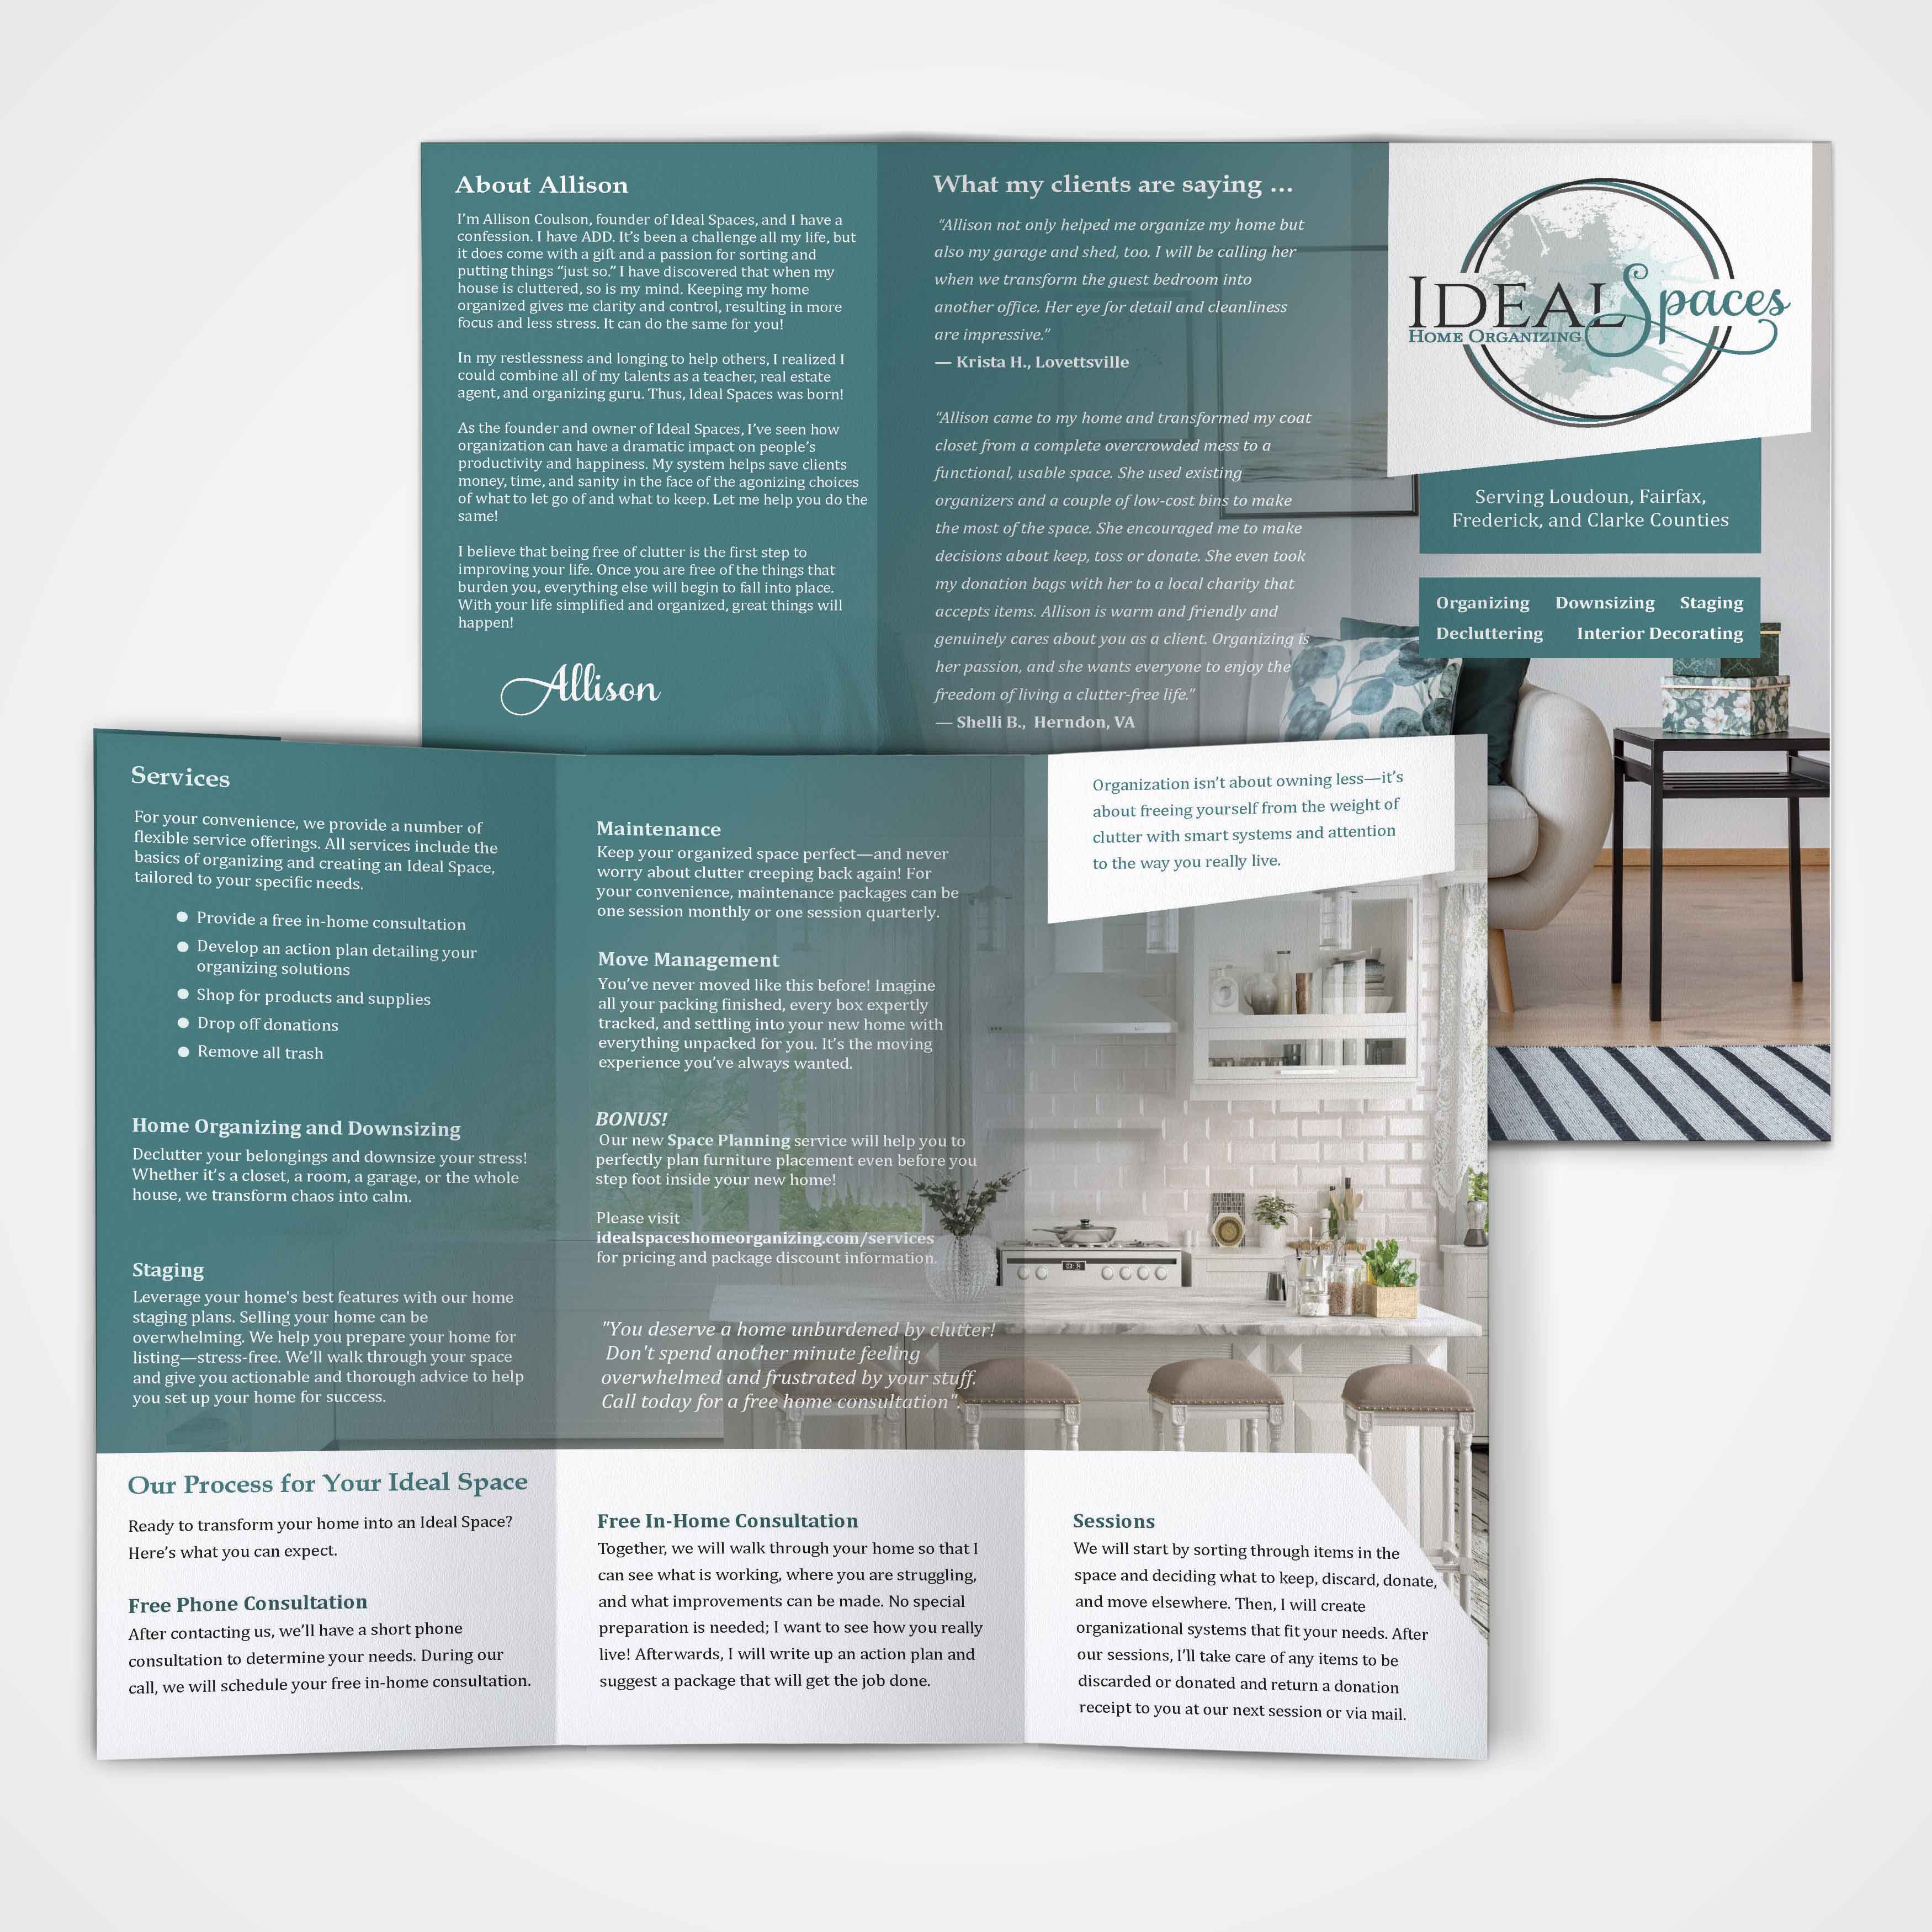 About Allison
I'm Allison Coulson, founder of Ideal Spaces, and I have a
confession. I have ADD. It's been a challenge all my life, but
it does come with a gift and a passion for sorting and
putting things "just so." I have discovered that when my
house is cluttered, so is my mind. Keeping my home
organized gives me clarity and control, resulting in more
focus and less stress. It can do the same for you!
In my restlessness and longing to help others, I realized I
could combine all of my talents as a teacher, real estate
agent, and organizing guru. Thus, Ideal Spaces was born!
As the founder and owner of Ideal Spaces, I've seen how
organization can have a dramatic impact on people's
productivity and happiness. My system helps save clients
money, time, and sanity in the face of the agonizing choices
of what to let go of and what to keep. Let me help you do the
same!
I believe that being free of clutter is the first step to
improving your life. Once you are free of the things that
burden you, everything else will begin to fall into place.
With your life simplified and organized, great things will
happen!
Allison
What my clients are saying ...
"Allison not only helped me organize my home but
also my garage and shed, too. I will be calling her
when we transform the guest bedroom into
another office. Her eye for detail and cleanliness
are impressive."
— Krista H., Lovettsville
"Allison came to my home and transformed my coat
closet from a complete overcrowded mess to a
functional, usable space. She used existing
organizers and a couple of low-cost bins to make
the most of the space. She encouraged me to make
decisions about keep, toss or donate. She even took
my donation bags with her to a local charity that
accepts items. Allison is warm and friendly and
genuinely cares about you as a client. Organizing is
her passion, and she wants everyone to enjoy the
freedom of living a clutter-free life."
— Shelli B., Herndon, VA
IDEAL Spaces
HOME ORGANIZING
Serving Loudoun, Fairfax,
Frederick, and Clarke Counties
Organizing Downsizing Staging
Decluttering Interior Decorating
Services
For your convenience, we provide a number of
flexible service offerings. All services include the
basics of organizing and creating an Ideal Space,
tailored to your specific needs.
● Provide a free in-home consultation
● Develop an action plan detailing your
organizing solutions
● Shop for products and supplies
● Drop off donations
● Remove all trash
Home Organizing and Downsizing
Declutter your belongings and downsize your stress!
Whether it's a closet, a room, a garage, or the whole
house, we transform chaos into calm.
Staging
Leverage your home's best features with our home
staging plans. Selling your home can be
overwhelming. We help you prepare your home for
listing—stress-free. We'll walk through your space
and give you actionable and thorough advice to help
you set up your home for success.
Maintenance
Keep your organized space perfect—and never
worry about clutter creeping back again! For
your convenience, maintenance packages can be
one session monthly or one session quarterly.
Move Management
You've never moved like this before! Imagine
all your packing finished, every box expertly
tracked, and settling into your new home with
everything unpacked for you. It's the moving
experience you've always wanted.
BONUS!
Our new Space Planning service will help you to
perfectly plan furniture placement even before you
step foot inside your new home!
Please visit
idealspaceshomeorganizing.com/services
for pricing and package discount information.
"You deserve a home unburdened by clutter!
Don't spend another minute feeling
overwhelmed and frustrated by your stuff.
Call today for a free home consultation".
Organization isn't about owning less—it's
about freeing yourself from the weight of
clutter with smart systems and attention
to the way you really live.
Our Process for Your Ideal Space
Ready to transform your home into an Ideal Space?
Here's what you can expect.
Free Phone Consultation
After contacting us, we'll have a short phone
consultation to determine your needs. During our
call, we will schedule your free in-home consultation.
Free In-Home Consultation
Together, we will walk through your home so that I
can see what is working, where you are struggling,
and what improvements can be made. No special
preparation is needed; I want to see how you really
live! Afterwards, I will write up an action plan and
suggest a package that will get the job done.
Sessions
We will start by sorting through items in the
space and deciding what to keep, discard, donate,
and move elsewhere. Then, I will create
organizational systems that fit your needs. After
our sessions, I'll take care of any items to be
discarded or donated and return a donation
receipt to you at our next session or via mail.